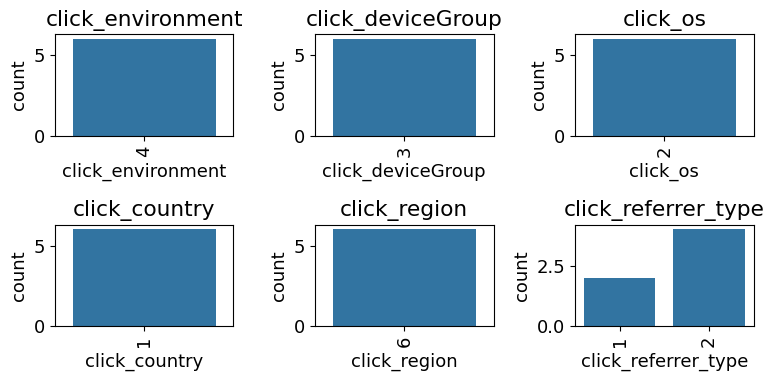 click_environment
count
5
0
4
click_environment
click_deviceGroup
count
5
0
3
click_deviceGroup
click_os
count
5
0
2
click_os
click_country
count
5
0
1
click_country
click_region
count
5
0
6
click_region
click_referrer_type
count
2.5
0.0
1
2
click_referrer_type